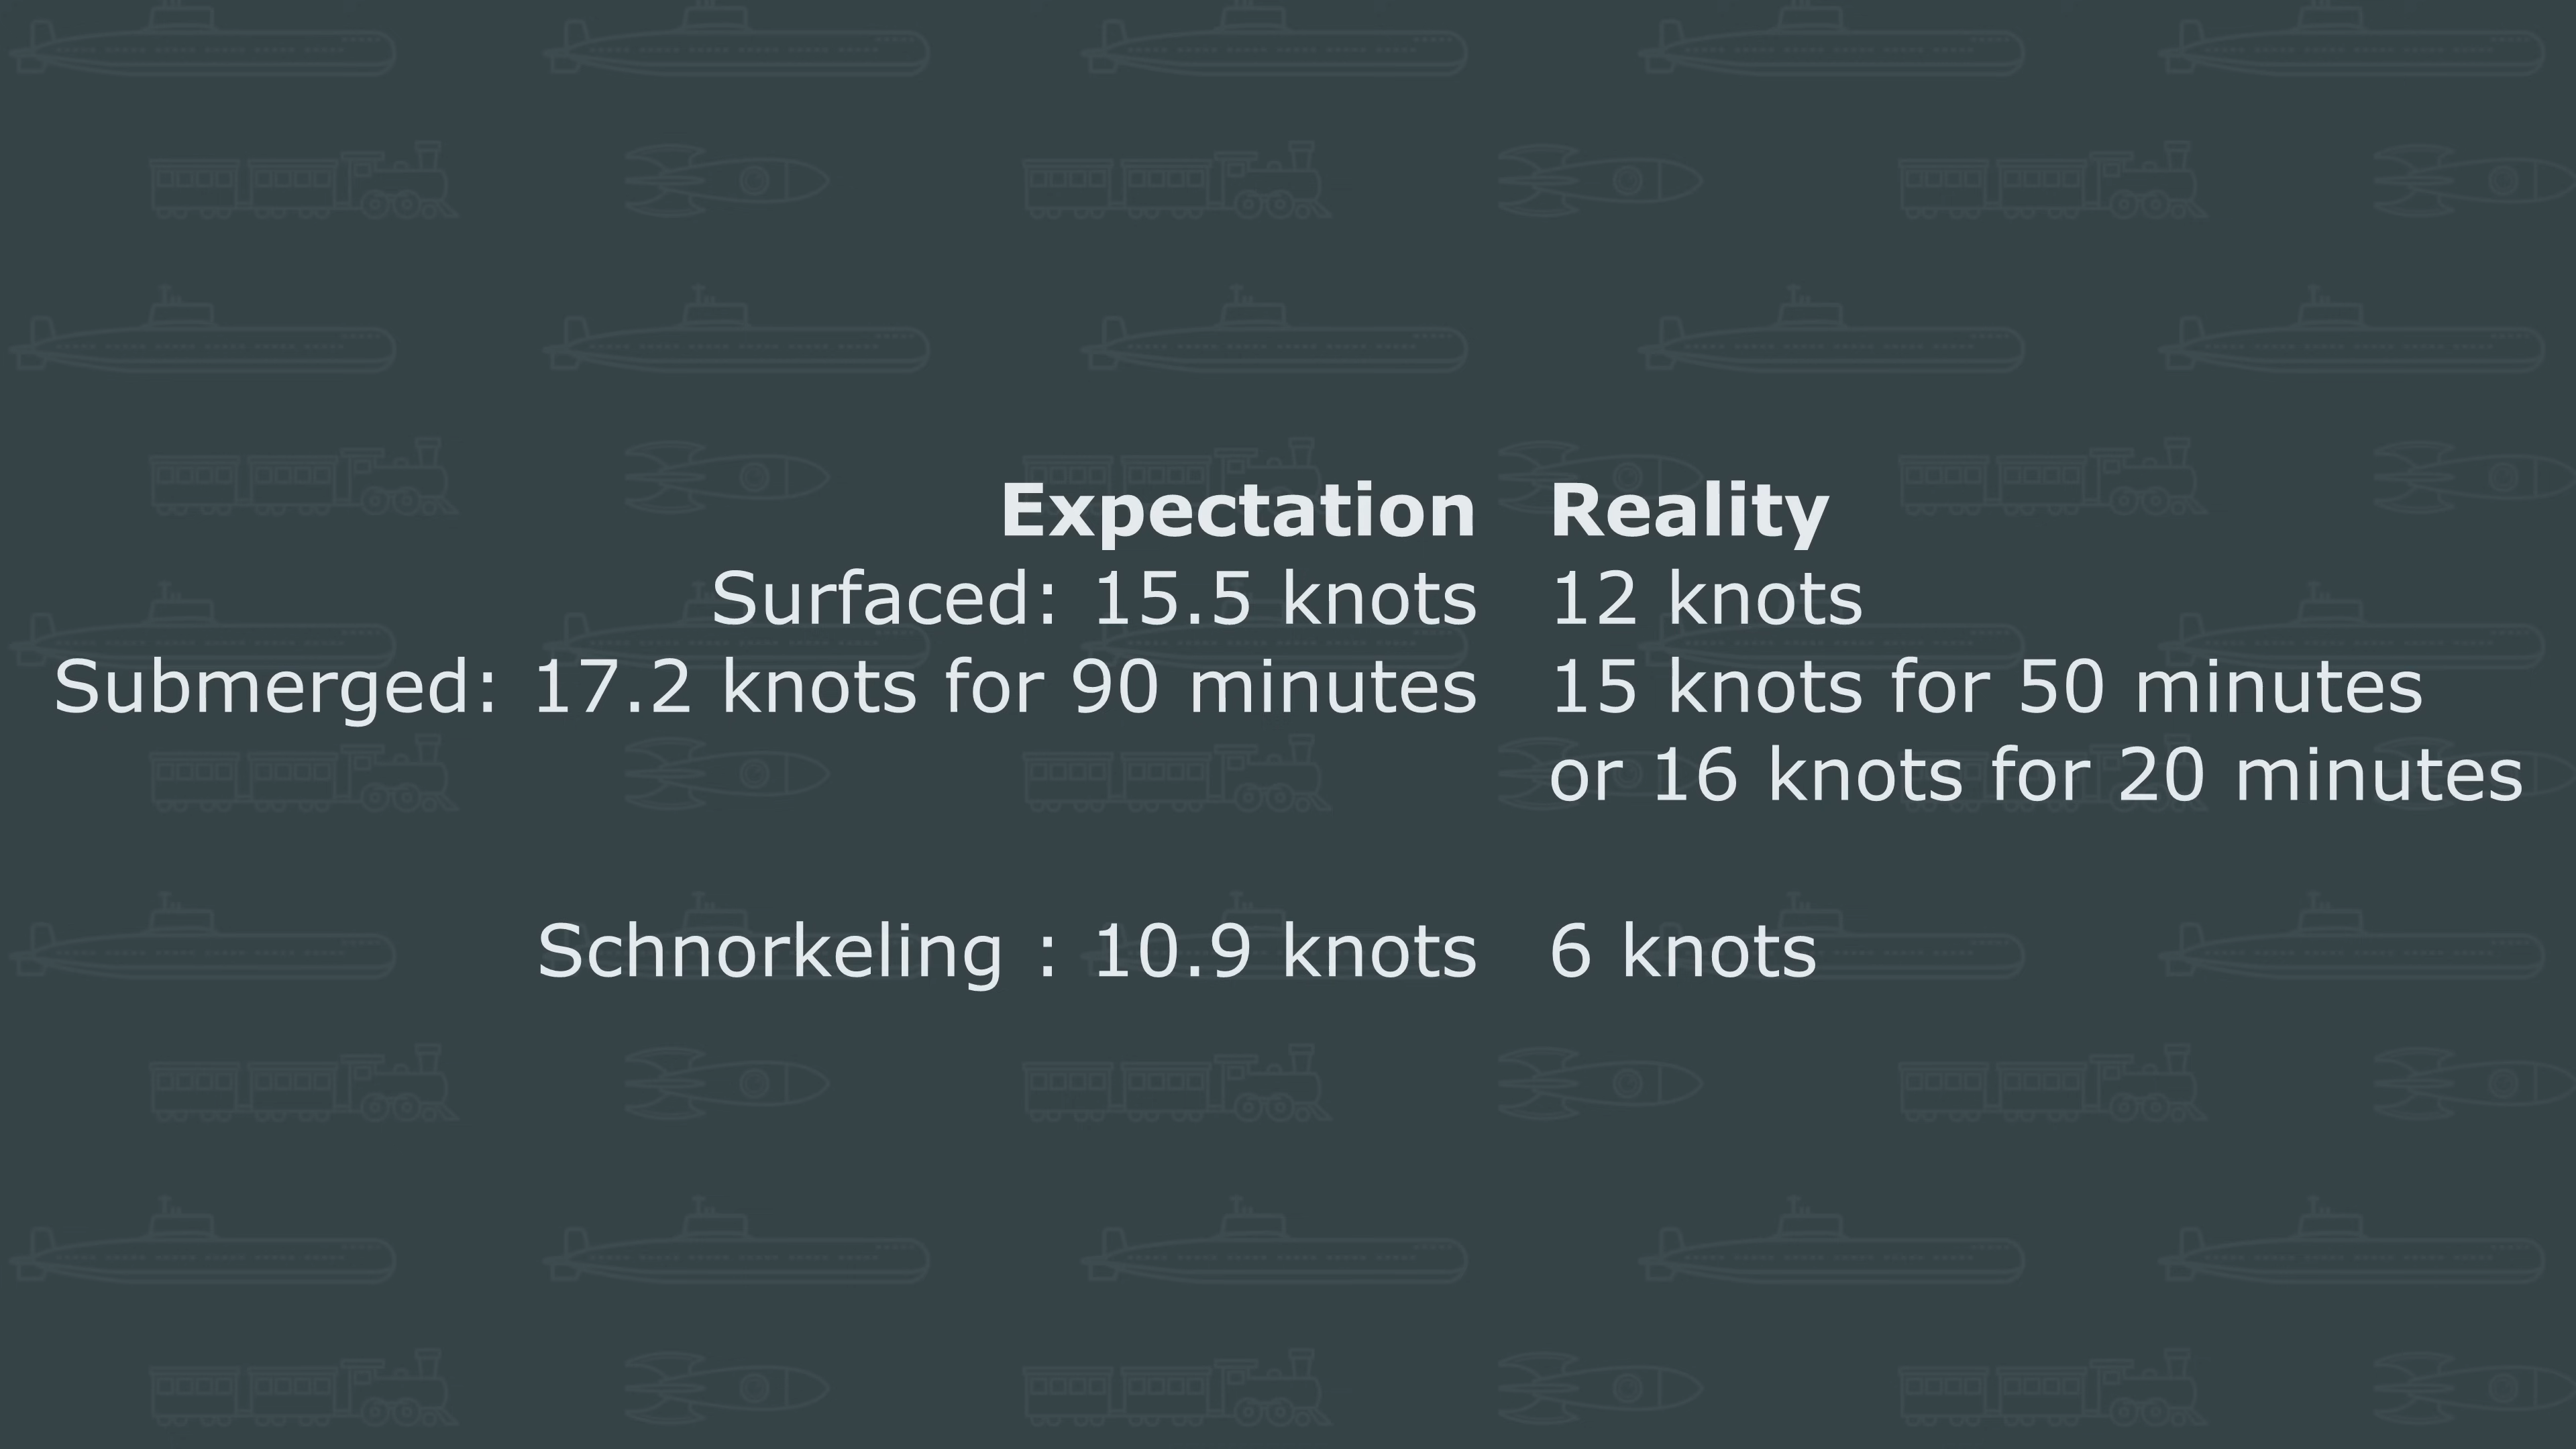 Expectation Reality
Surfaced: 15.5 knots 12 knots
Submerged: 17.2 knots for 90 minutes 15 knots for 50 minutes
or 16 knots for 20 minutes
Schnorkeling : 10.9 knots 6 knots